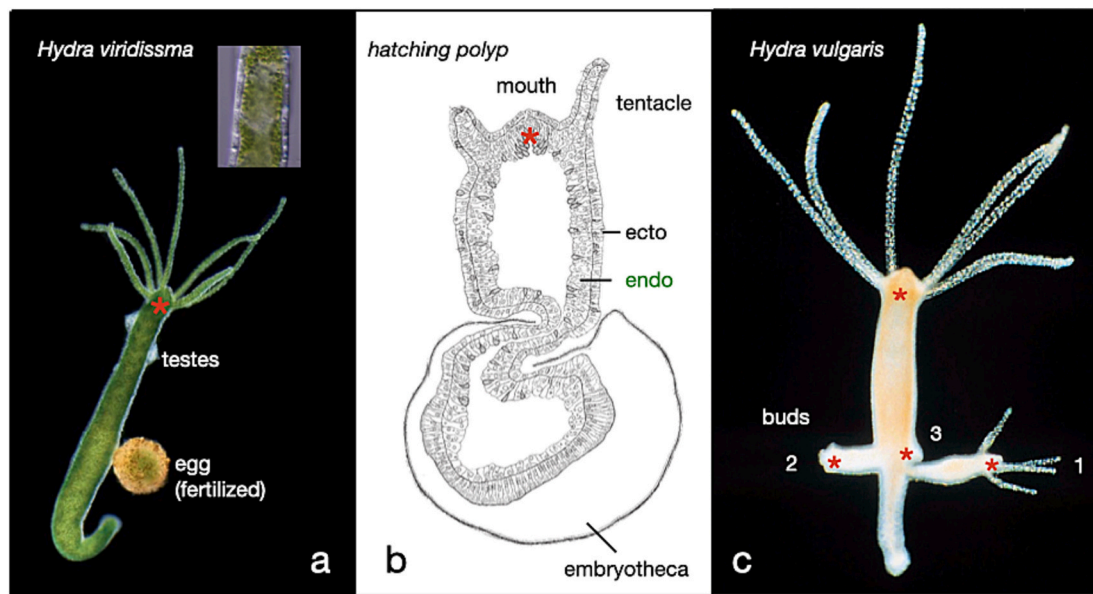 Hydra viridissma
testes
egg
(fertilized)
a
hatching polyp
mouth
tentacle
*
ecto
endo
embryotheca
b
Hydra vulgaris
*
buds
3
2
*
*
*
1
c